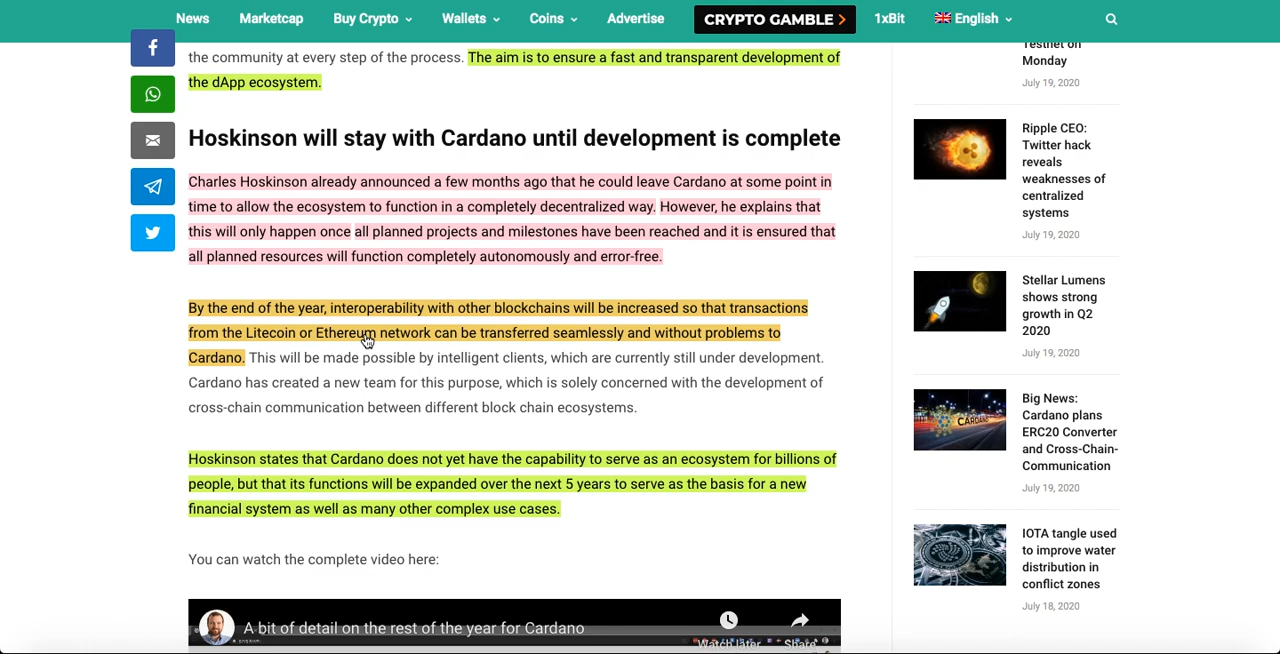 News Marketcap Buy Crypto Wallets Coins Advertise CRYPTO GAMBLE 1xBit English
the community at every step of the process. The aim is to ensure a fast and transparent development of
the dApp ecosystem.
Hoskinson will stay with Cardano until development is complete
Charles Hoskinson already announced a few months ago that he could leave Cardano at some point in
time to allow the ecosystem to function in a completely decentralized way. However, he explains that
this will only happen once all planned projects and milestones have been reached and it is ensured that
all planned resources will function completely autonomously and error-free.
By the end of the year, interoperability with other blockchains will be increased so that transactions
from the Litecoin or Ethereum network can be transferred seamlessly and without problems to
Cardano. This will be made possible by intelligent clients, which are currently still under development.
Cardano has created a new team for this purpose, which is solely concerned with the development of
cross-chain communication between different block chain ecosystems.
Hoskinson states that Cardano does not yet have the capability to serve as an ecosystem for billions of
people, but that its functions will be expanded over the next 5 years to serve as the basis for a new
financial system as well as many other complex use cases.
You can watch the complete video here:
A bit of detail on the rest of the year for Cardano
Watch later Share
Testnet on
Monday
July 19, 2020
Ripple CEO:
Twitter hack
reveals
weaknesses of
centralized
systems
July 19, 2020
Stellar Lumens
shows strong
growth in Q2
2020
July 19, 2020
CARDANO
Big News:
Cardano plans
ERC20 Converter
and Cross-Chain-
Communication
July 19, 2020
IOTA tangle used
to improve water
distribution in
conflict zones
July 18, 2020